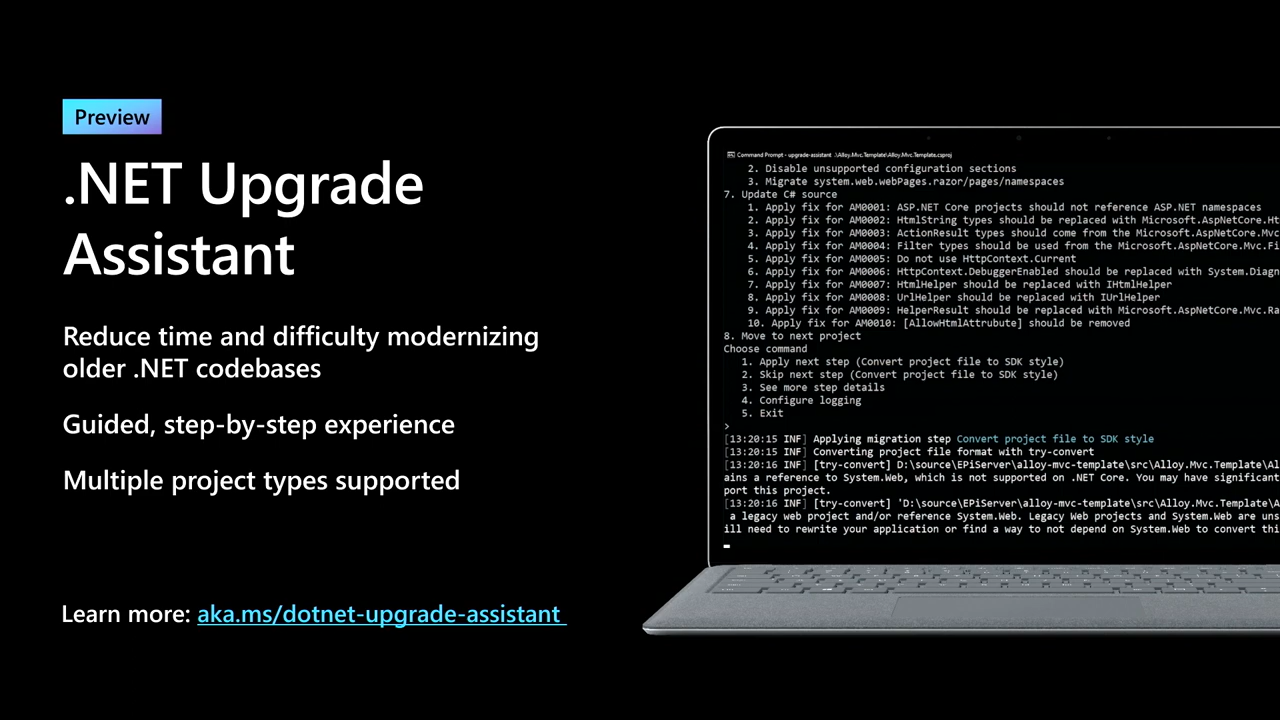 Preview
.NET Upgrade
Assistant
Reduce time and difficulty modernizing
older .NET codebases
Guided, step-by-step experience
Multiple project types supported
Learn more: aka.ms/dotnet-upgrade-assistant
Command Prompt - upgrade-assistant .\Alloy.Mvc.Template\Alloy.Mvc.Template.csproj
2. Disable unsupported configuration sections
3. Migrate system.web.webPages.razor/pages/namespaces
7. Update C# source
1. Apply fix for AM0001: ASP.NET Core projects should not reference ASP.NET namespaces
2. Apply fix for AM0002: HtmlString types should be replaced with Microsoft.AspNetCore.Ht
3. Apply fix for AM0003: ActionResult types should come from the Microsoft.AspNetCore.Mvc
4. Apply fix for AM0004: Filter types should be used from the Microsoft.AspNetCore.Mvc.Fi
5. Apply fix for AM0005: Do not use HttpContext.Current
6. Apply fix for AM0006: HttpContext.DebuggerEnabled should be replaced with System.Diagn
7. Apply fix for AM0007: HtmlHelper should be replaced with IHtmlHelper
8. Apply fix for AM0008: UrlHelper should be replaced with IUrlHelper
9. Apply fix for AM0009: HelperResult should be replaced with Microsoft.AspNetCore.Mvc.Ra
10. Apply fix for AM0010: [AllowHtmlAttrubute] should be removed
8. Move to next project
Choose command
1. Apply next step (Convert project file to SDK style)
2. Skip next step (Convert project file to SDK style)
3. See more step details
4. Configure logging
5. Exit
>
[13:20:15 INF] Applying migration step Convert project file to SDK style
[13:20:15 INF] Converting project file format with try-convert
[13:20:16 INF] [try-convert] D:\source\EPiServer\alloy-mvc-template\src\Alloy.Mvc.Template\Al
ains a reference to System.Web, which is not supported on .NET Core. You may have significant
port this project.
[13:20:16 INF] [try-convert] 'D:\source\EPiServer\alloy-mvc-template\src\Alloy.Mvc.Template\A
a legacy web project and/or reference System.Web. Legacy Web projects and System.Web are uns
ill need to rewrite your application or find a way to not depend on System.Web to convert thi